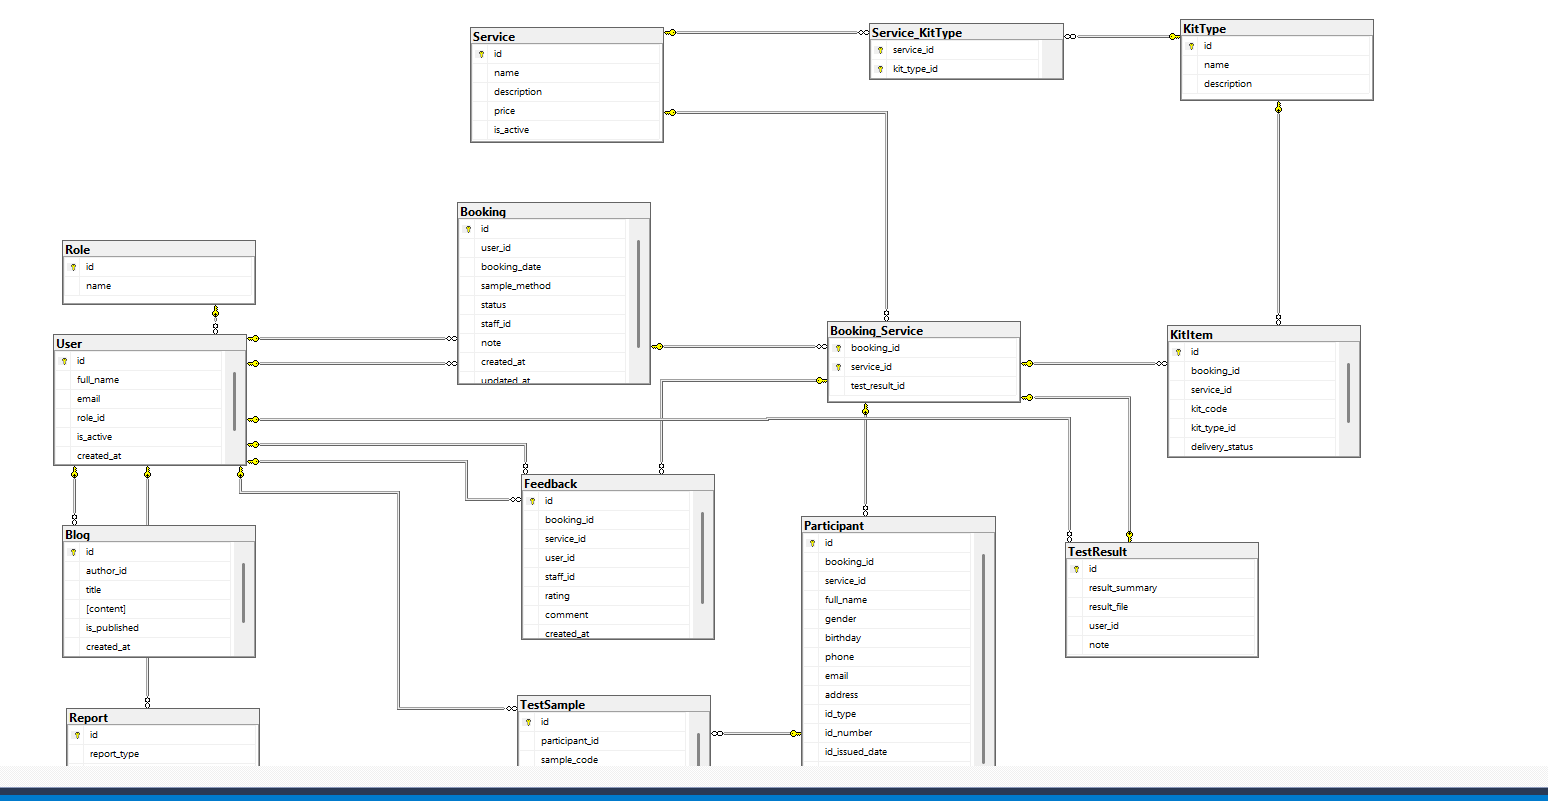 Service
id
name
description
price
is_active
Service_KitType
service_id
kit_type_id
KitType
id
name
description
Booking
id
user_id
booking_date
sample_method
status
staff_id
note
created_at
updated_at
Role
id
name
User
id
full_name
email
role_id
is_active
created_at
Booking_Service
booking_id
service_id
test_result_id
KitItem
id
booking_id
service_id
kit_code
kit_type_id
delivery_status
Blog
id
author_id
title
[content]
is_published
created_at
Feedback
id
booking_id
service_id
user_id
staff_id
rating
comment
created_at
Participant
id
booking_id
service_id
full_name
gender
birthday
phone
email
address
id_type
id_number
id_issued_date
TestResult
id
result_summary
result_file
user_id
note
Report
id
report_type
TestSample
id
participant_id
sample_code